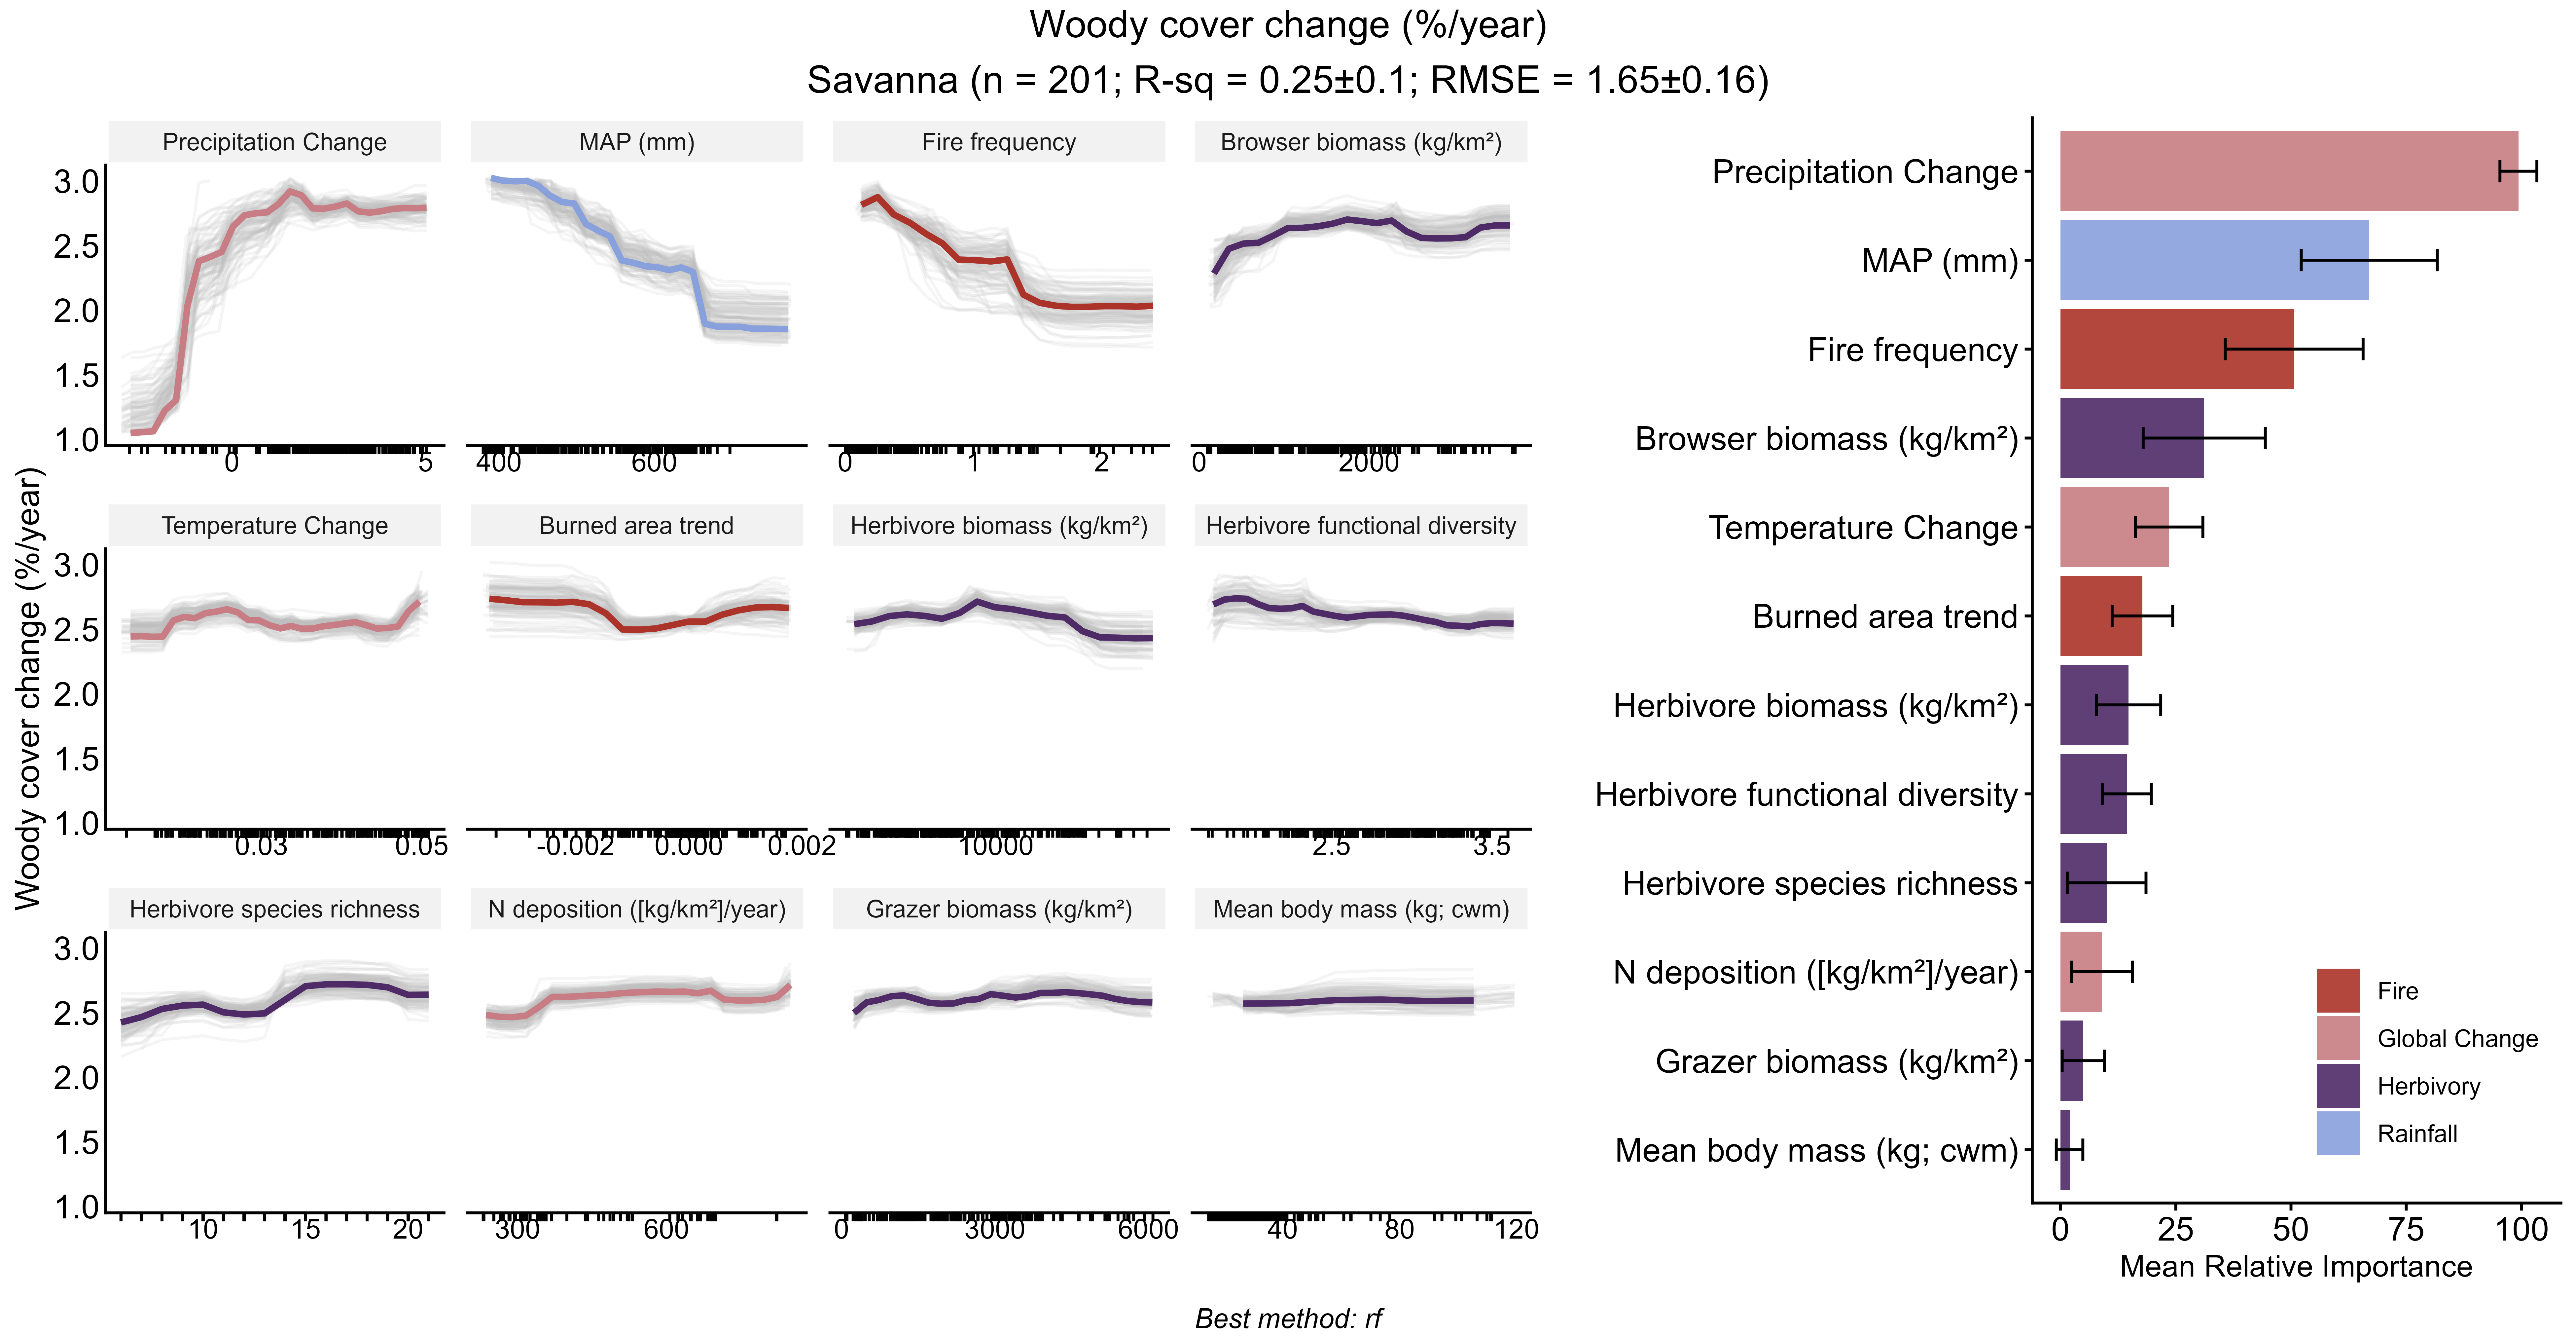 Woody cover change (%/year)
Savanna (n = 201; R-sq = 0.25±0.1; RMSE = 1.65±0.16)
Woody cover change (%/year)
Precipitation Change
MAP (mm)
Fire frequency
Browser biomass (kg/km²)
3.0
2.5
2.0
1.5
1.0
0 5
400 600
0 1 2
0 2000
Temperature Change
Burned area trend
Herbivore biomass (kg/km²)
Herbivore functional diversity
3.0
2.5
2.0
1.5
1.0
0.03 0.05
-0.002 0.000 0.002
10000
2.5 3.5
Herbivore species richness
N deposition ([kg/km²]/year)
Grazer biomass (kg/km²)
Mean body mass (kg; cwm)
3.0
2.5
2.0
1.5
1.0
10 15 20
300 600
0 3000 6000
40 80 120
Best method: rf
Precipitation Change
MAP (mm)
Fire frequency
Browser biomass (kg/km²)
Temperature Change
Burned area trend
Herbivore biomass (kg/km²)
Herbivore functional diversity
Herbivore species richness
N deposition ([kg/km²]/year)
Grazer biomass (kg/km²)
Mean body mass (kg; cwm)
Fire
Global Change
Herbivory
Rainfall
0 25 50 75 100
Mean Relative Importance